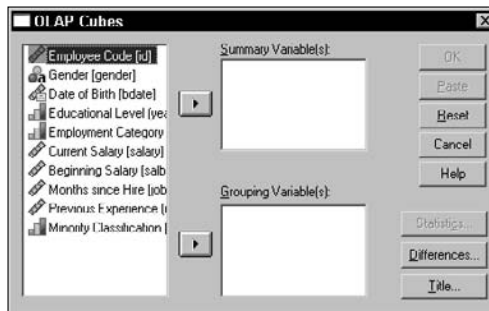 OLAP Cubes
Employee Code [id]
Gender [gender]
Date of Birth [bdate]
Educational Level (yea
Employment Category
Current Salary [salary]
Beginning Salary [salb
Months since Hire [job
Previous Experience [
Minority Classification [
Summary Variable(s):
Grouping Variable(s):
OK
Paste
Reset
Cancel
Help
Statistics...
Differences...
Title...